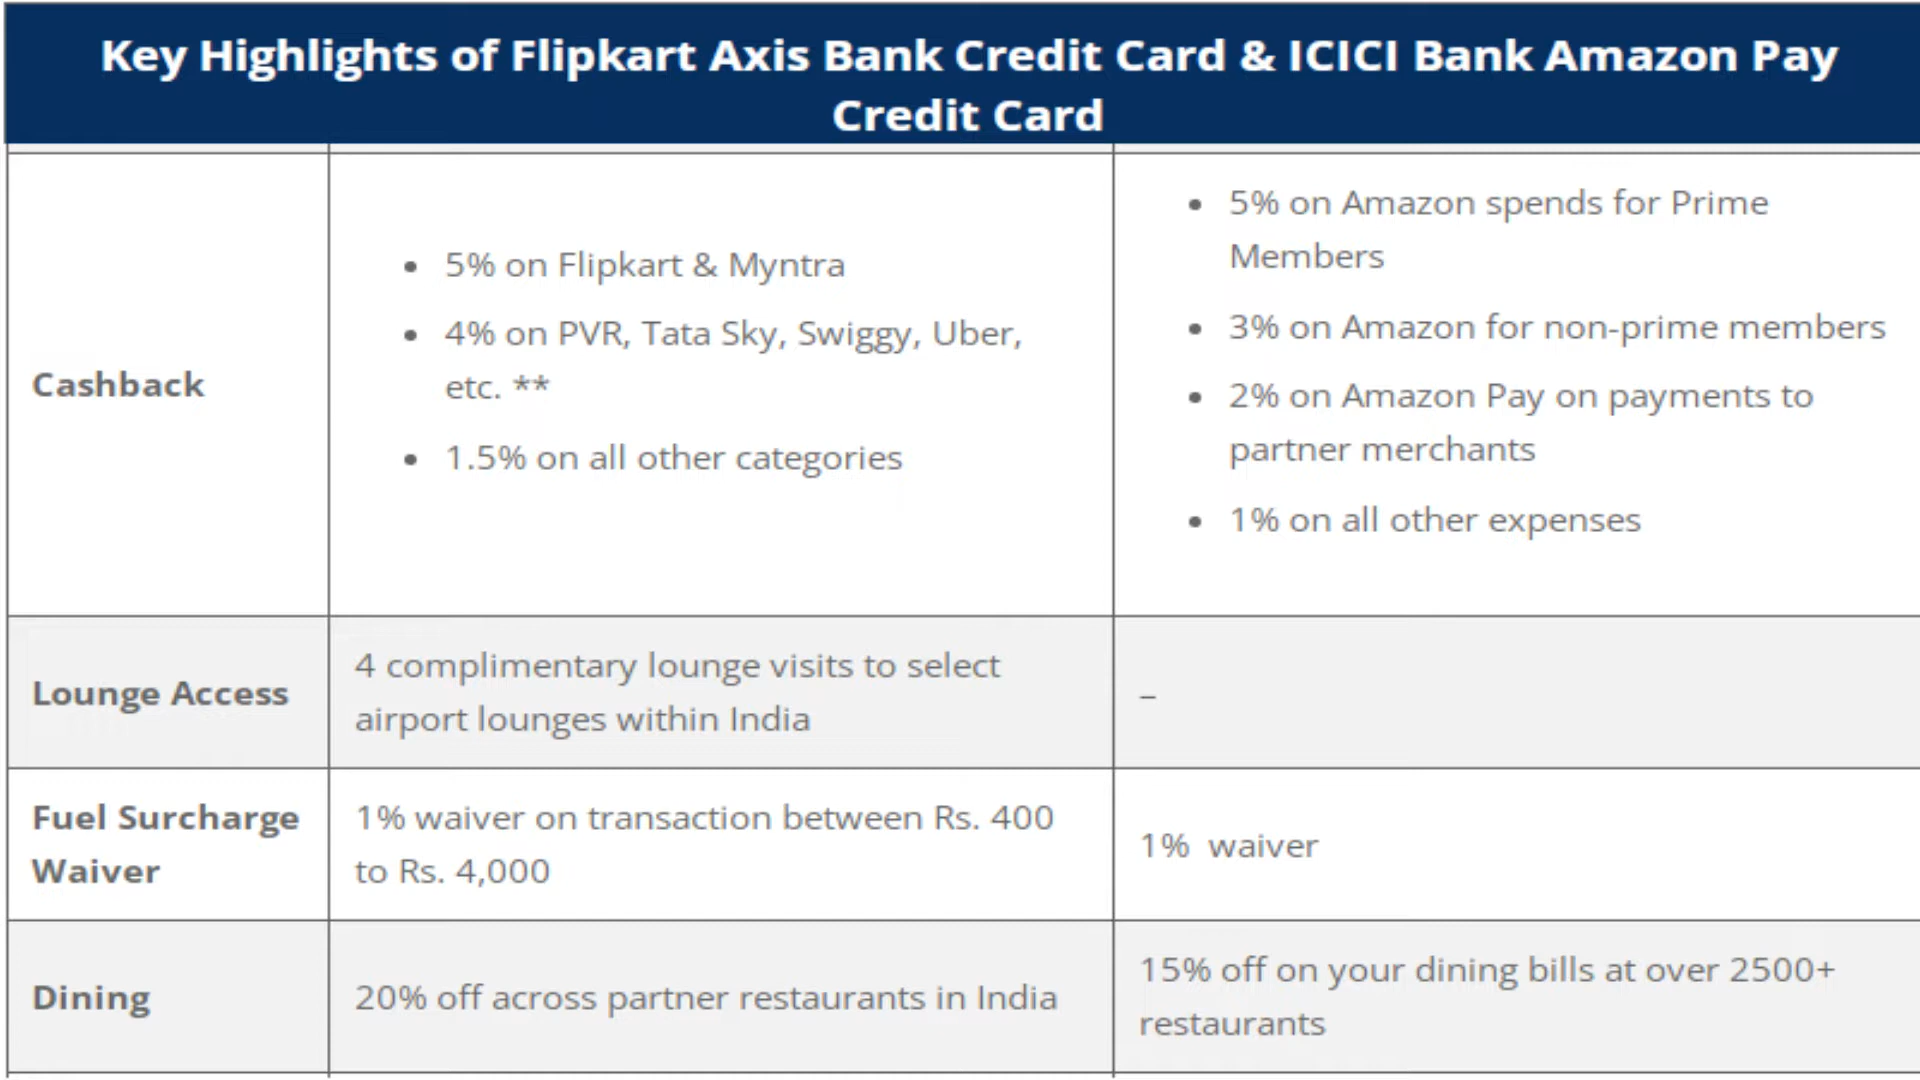 Key Highlights of Flipkart Axis Bank Credit Card & ICICI Bank Amazon Pay
Credit Card
Cashback
• 5% on Flipkart & Myntra
• 4% on PVR, Tata Sky, Swiggy, Uber,
etc. **
• 1.5% on all other categories
• 5% on Amazon spends for Prime
Members
• 3% on Amazon for non-prime members
• 2% on Amazon Pay on payments to
partner merchants
• 1% on all other expenses
Lounge Access
4 complimentary lounge visits to select
airport lounges within India
–
Fuel Surcharge
Waiver
1% waiver on transaction between Rs. 400
to Rs. 4,000
1%  waiver
Dining
20% off across partner restaurants in India
15% off on your dining bills at over 2500+
restaurants